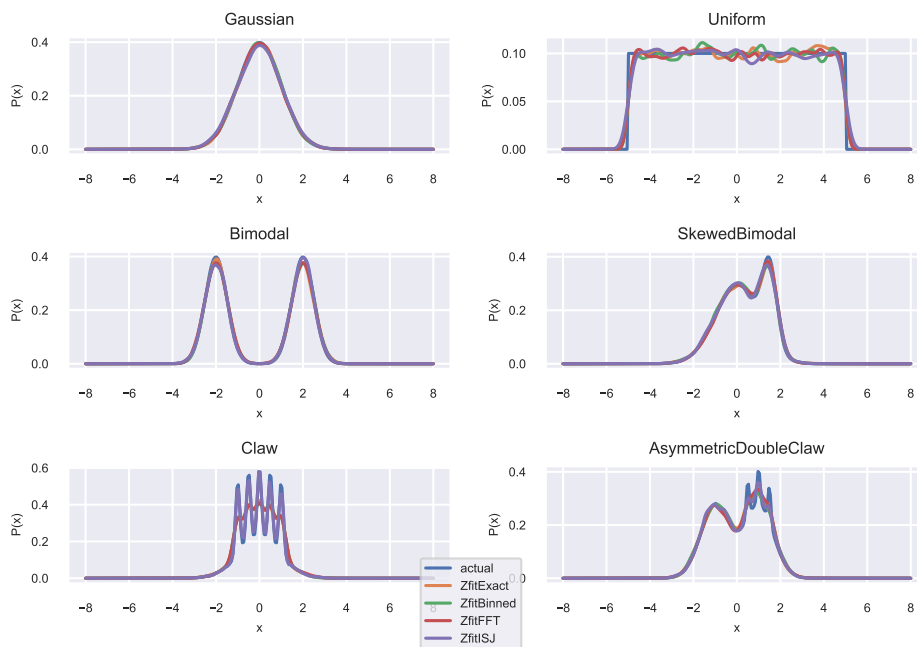 Gaussian
Uniform
P(x)
0.4
0.2
0.0
−8 −6 −4 −2 0 2 4 6 8
x
P(x)
0.10
0.05
0.00
−8 −6 −4 −2 0 2 4 6 8
x
Bimodal
SkewedBimodal
P(x)
0.4
0.2
0.0
−8 −6 −4 −2 0 2 4 6 8
x
P(x)
0.4
0.2
0.0
−8 −6 −4 −2 0 2 4 6 8
x
Claw
AsymmetricDoubleClaw
P(x)
0.6
0.4
0.2
0.0
−8 −6 −4 −2 0 2 4 6 8
x
P(x)
0.4
0.2
0.0
−8 −6 −4 −2 0 2 4 6 8
x
actual
ZfitExact
ZfitBinned
ZfitFFT
ZfitISJ